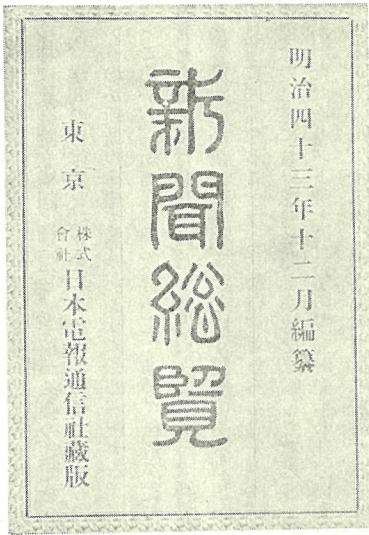 明治四十三年十二月編纂
新聞総覧
東京 株式會社 日本電報通信社藏版